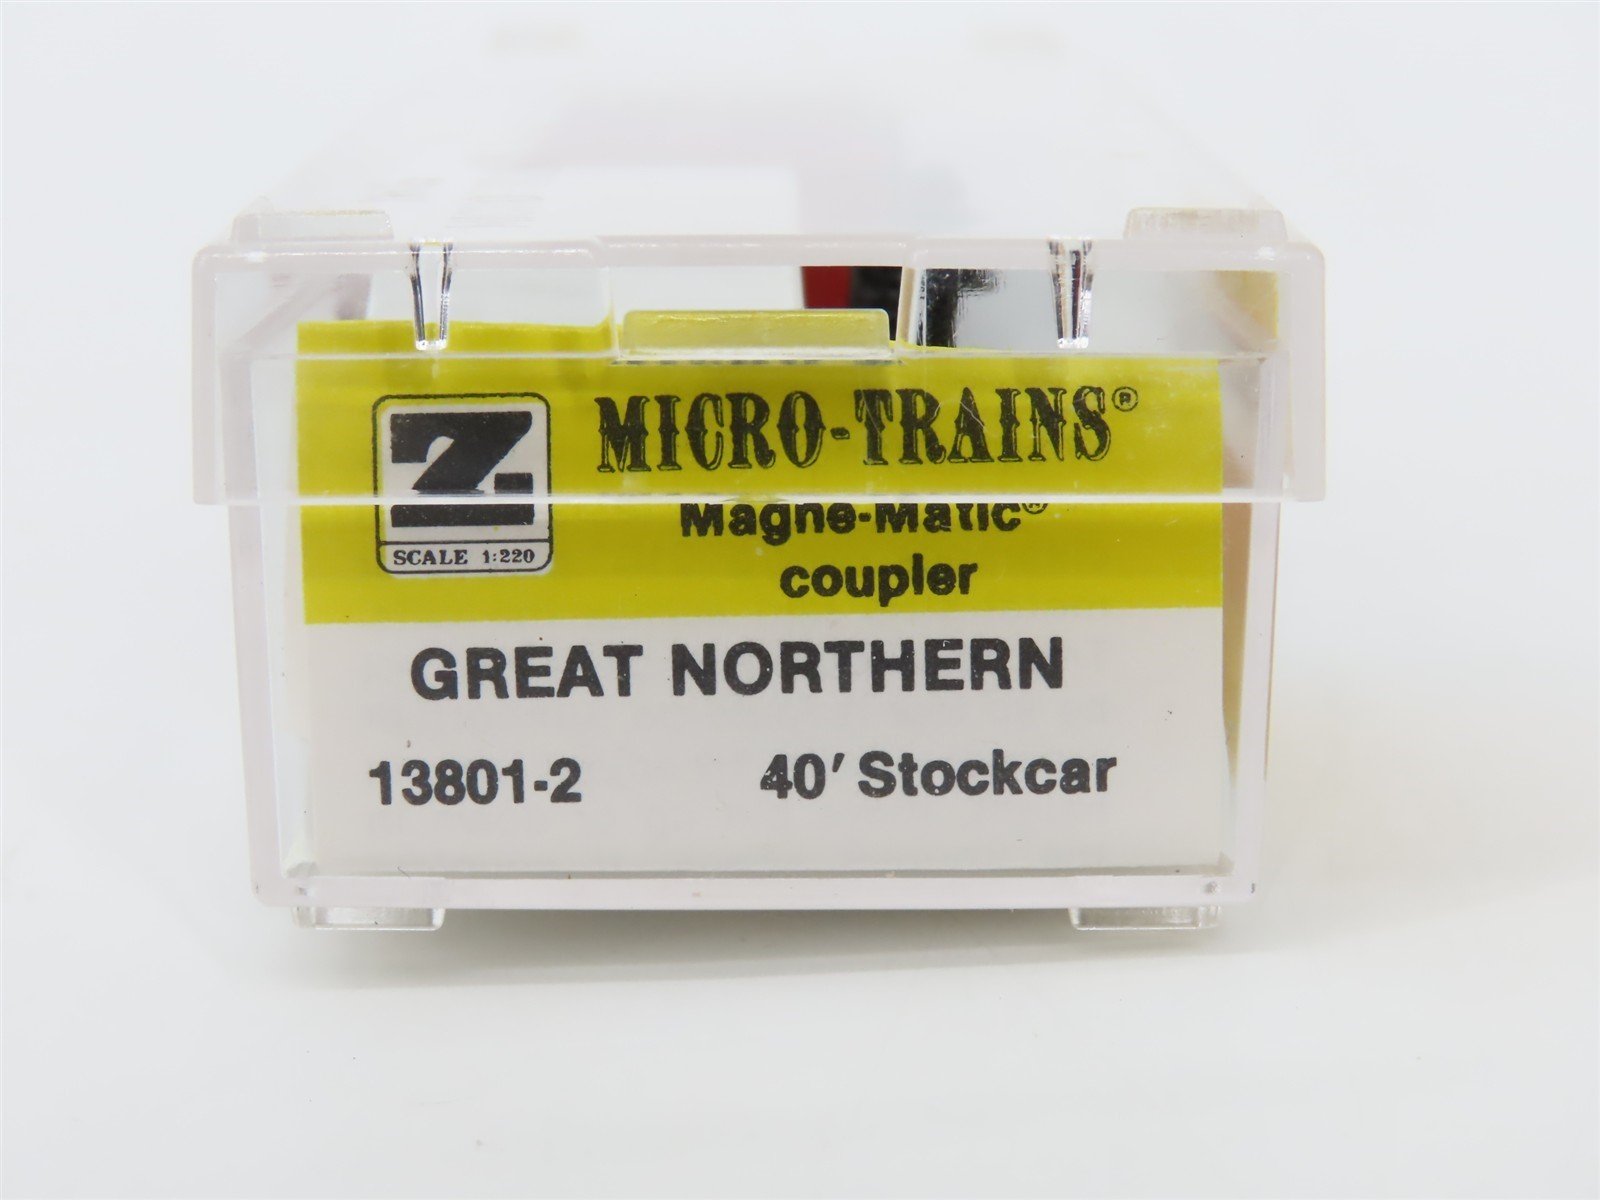 Z
SCALE 1:220
MICRO-TRAINS®
Magne-Matic®
coupler
GREAT NORTHERN
13801-2 40' Stockcar